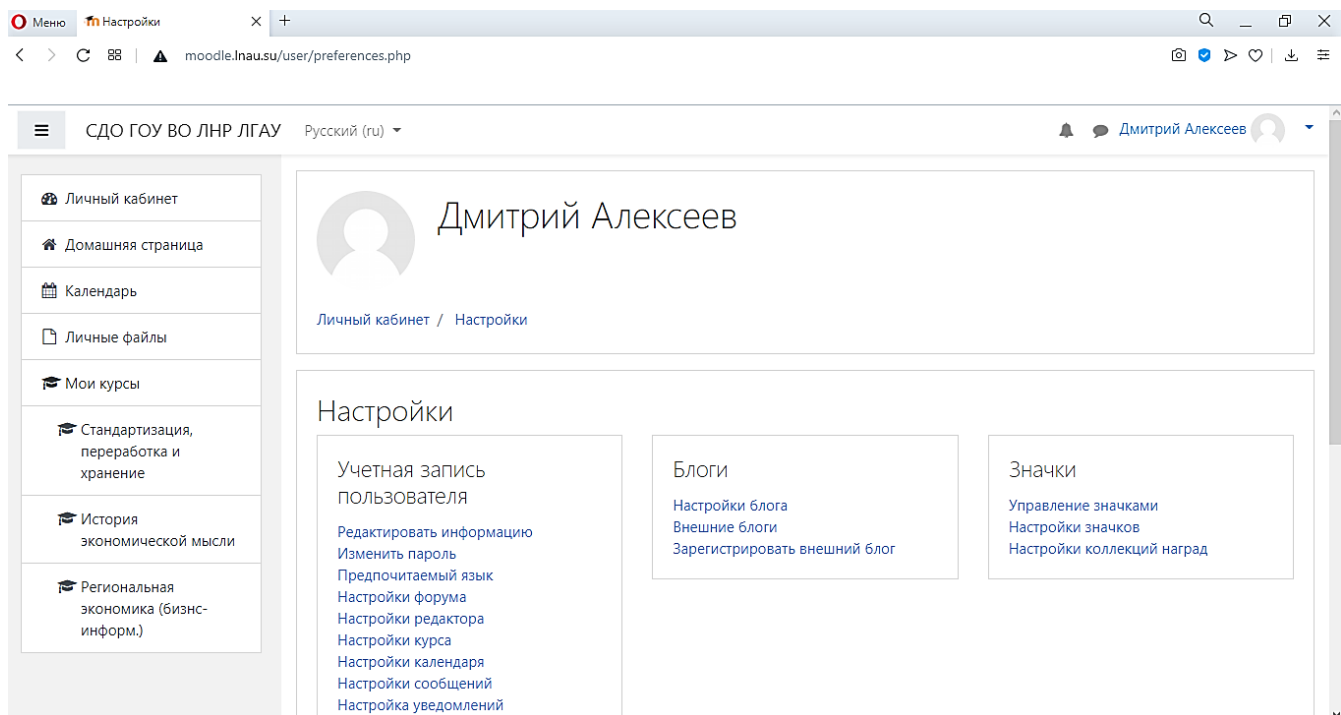 Меню
Настройки
moodle.lnau.su/user/preferences.php
СДО ГОУ ВО ЛНР ЛГАУ
Русский (ru)
Дмитрий Алексеев
Личный кабинет
Домашняя страница
Календарь
Личные файлы
Мои курсы
Стандартизация,
переработка и
хранение
История
экономической мысли
Региональная
экономика (бизнс-
информ.)
Дмитрий Алексеев
Личный кабинет / Настройки
Настройки
Учетная запись
пользователя
Редактировать информацию
Изменить пароль
Предпочитаемый язык
Настройки форума
Настройки редактора
Настройки курса
Настройки календаря
Настройки сообщений
Настройка уведомлений
Блоги
Настройки блога
Внешние блоги
Зарегистрировать внешний блог
Значки
Управление значками
Настройки значков
Настройки коллекций наград